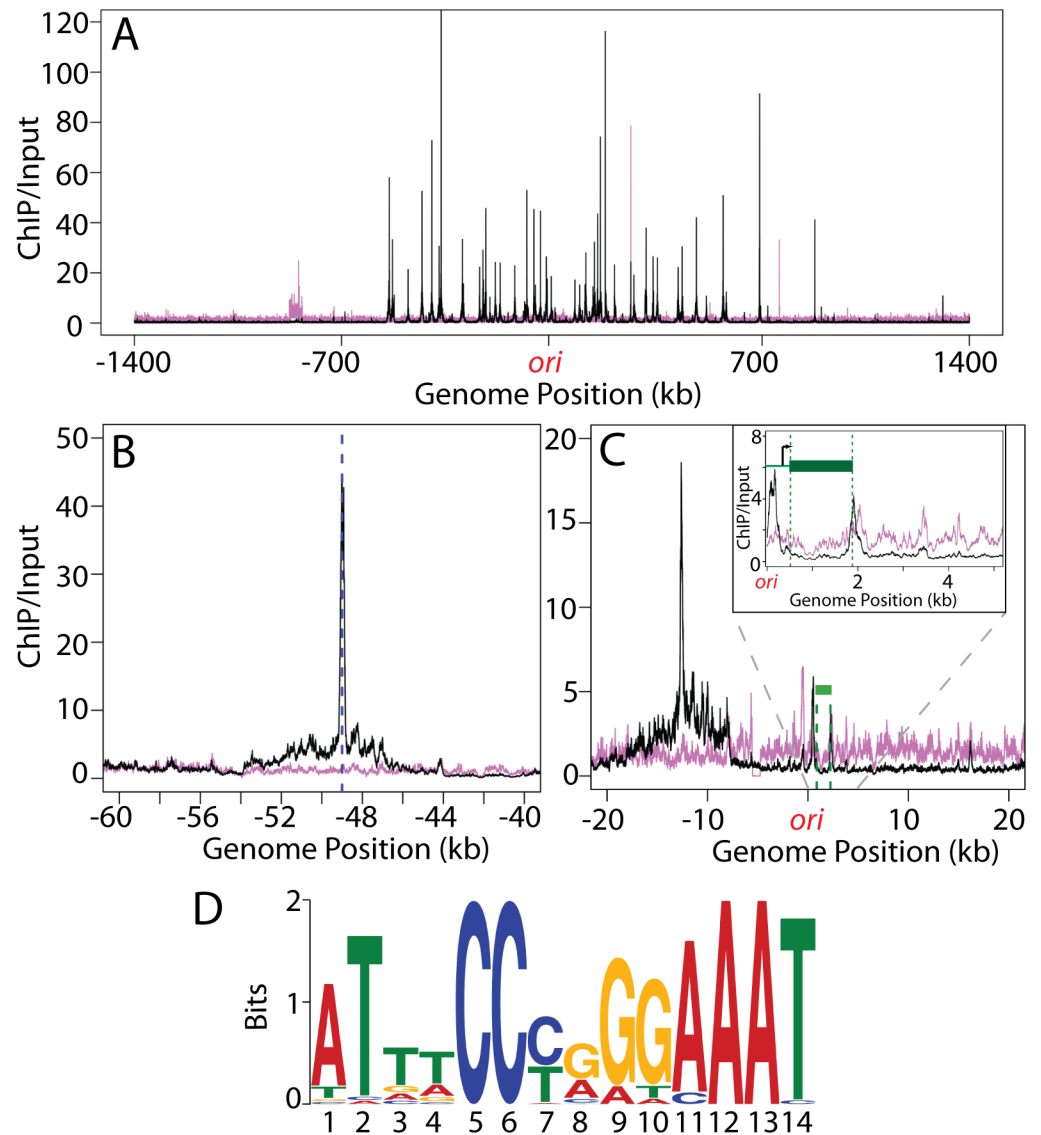 A
ChIP/Input
120
100
80
60
40
20
0
-1400 -700 ori 700 1400
Genome Position (kb)
B
ChIP/Input
50
40
30
20
10
0
-60 -56 -52 -48 -44 -40
Genome Position (kb)
C
20
15
10
5
0
-20 -10 ori 10 20
Genome Position (kb)
ChIP/Input
8
4
0
ori 2 4
Genome Position (kb)
D
Bits
2
1
0
A T T T C C C G G G A A A T
T C G A T A A T C C
G A A G C C A
C C
1 2 3 4 5 6 7 8 9 10 11 12 13 14